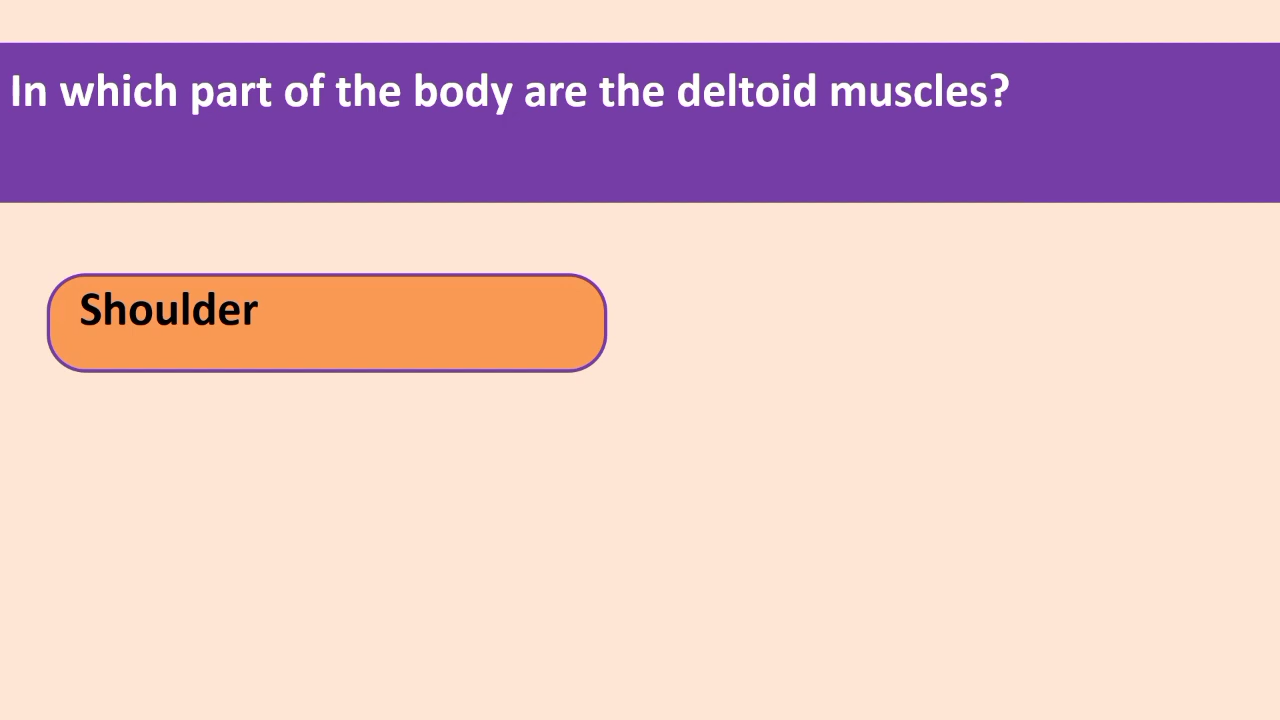 In which part of the body are the deltoid muscles?
Shoulder